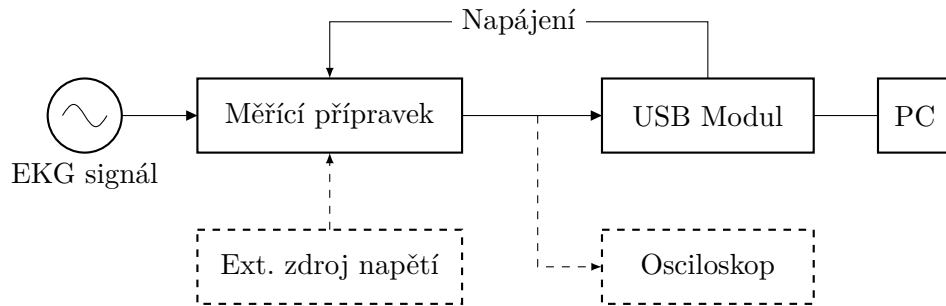 Napájení
Měřící přípravek
USB Modul
PC
EKG signál
Ext. zdroj napětí
Osciloskop